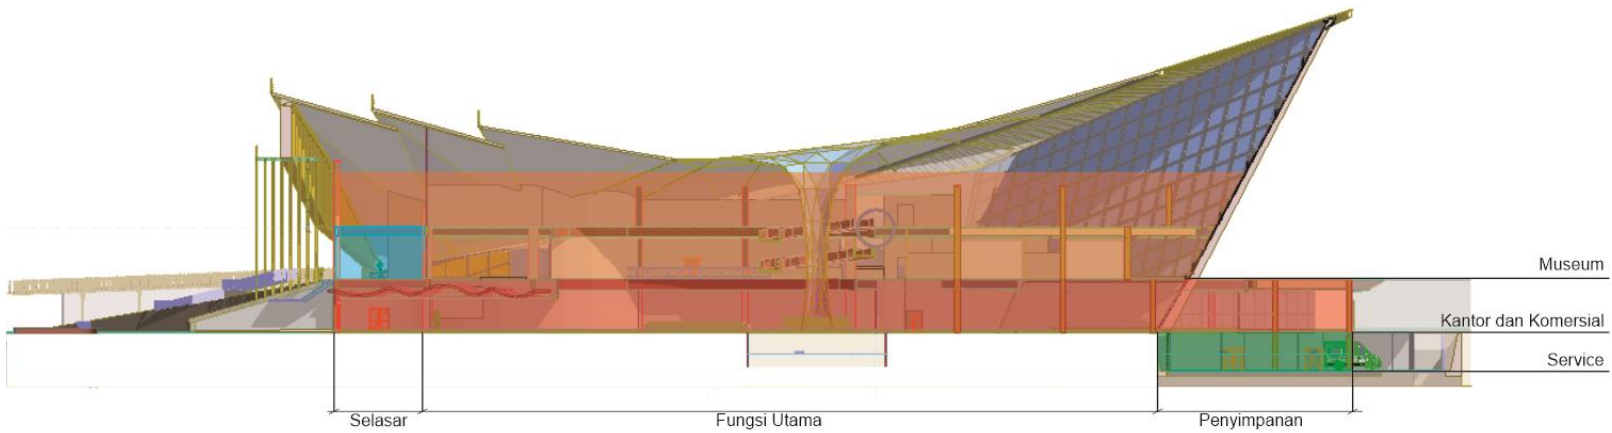 Museum
Kantor dan Komersial
Service
Selasar
Fungsi Utama
Penyimpanan